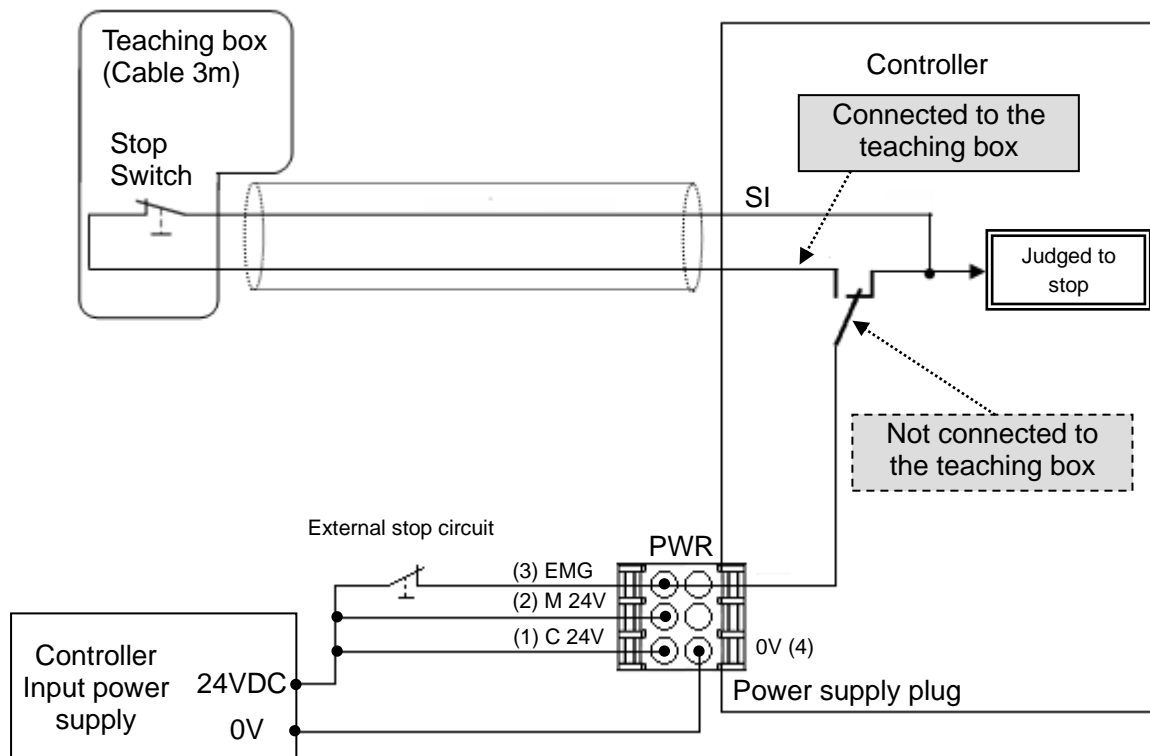 Teaching box
(Cable 3m)
Controller
Connected to the
teaching box
Stop
Switch
SI
Judged to
stop
Not connected to
the teaching box
External stop circuit
PWR
(3) EMG
(2) M 24V
(1) C 24V
0V (4)
Controller
Input power
supply
24VDC
0V
Power supply plug